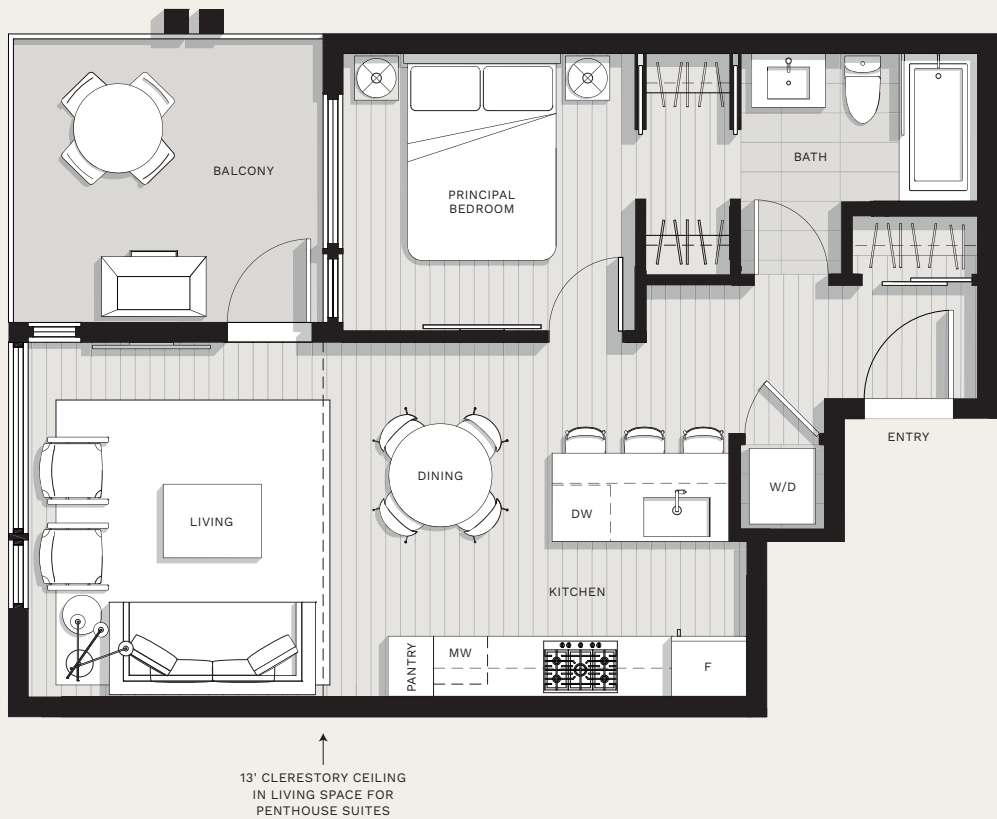 BALCONY
PRINCIPAL
BEDROOM
BATH
ENTRY
DINING
W/D
LIVING
DW
KITCHEN
PANTRY
MW
F
13' CLERESTORY CEILING
IN LIVING SPACE FOR
PENTHOUSE SUITES